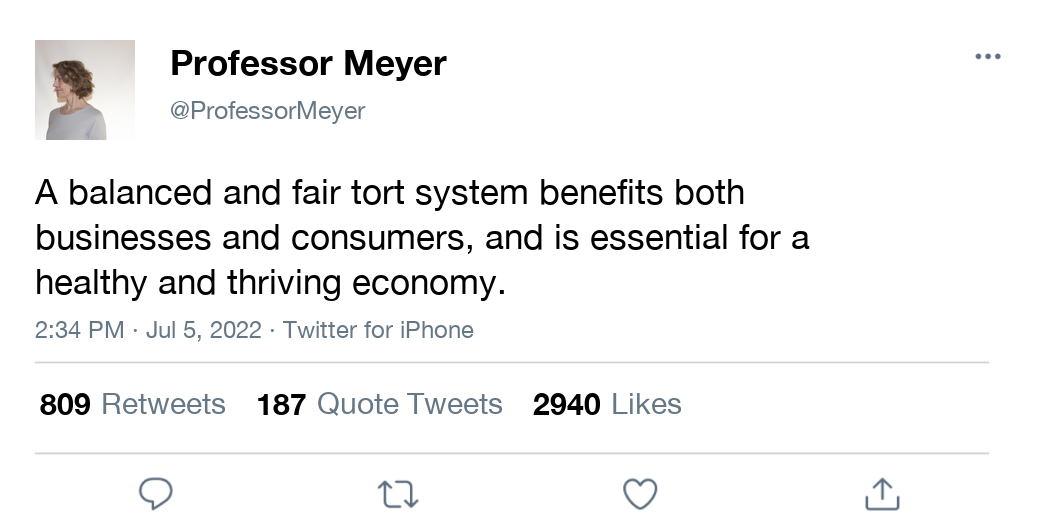 Professor Meyer
@ProfessorMeyer
A balanced and fair tort system benefits both
businesses and consumers, and is essential for a
healthy and thriving economy.
2:34 PM · Jul 5, 2022 · Twitter for iPhone
809 Retweets 187 Quote Tweets 2940 Likes